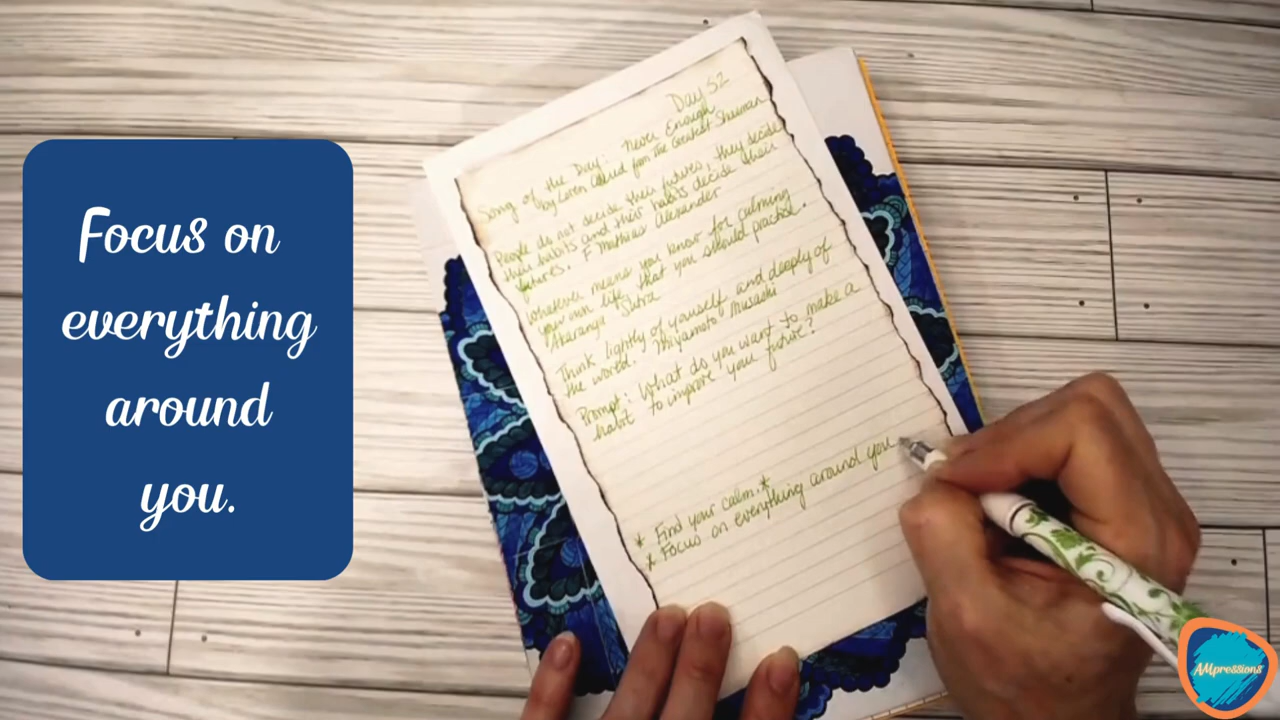 Focus on
everything
around
you.
Day 52
Song of the Day: Never Enough
by Loren Allred from The Greatest Showman
People do not decide their futures, they decide
their habits and their habits decide their
futures. F Mathias Alexander
Whatever means you know for calming
your own life, that you should practice.
Akaranga Sutra
Think lightly of yourself and deeply of
the world. Miyamoto Musashi
Prompt: What do you want to make a
habit to improve your future?
* Find your calm. *
* Focus on everything around you
AMpressions